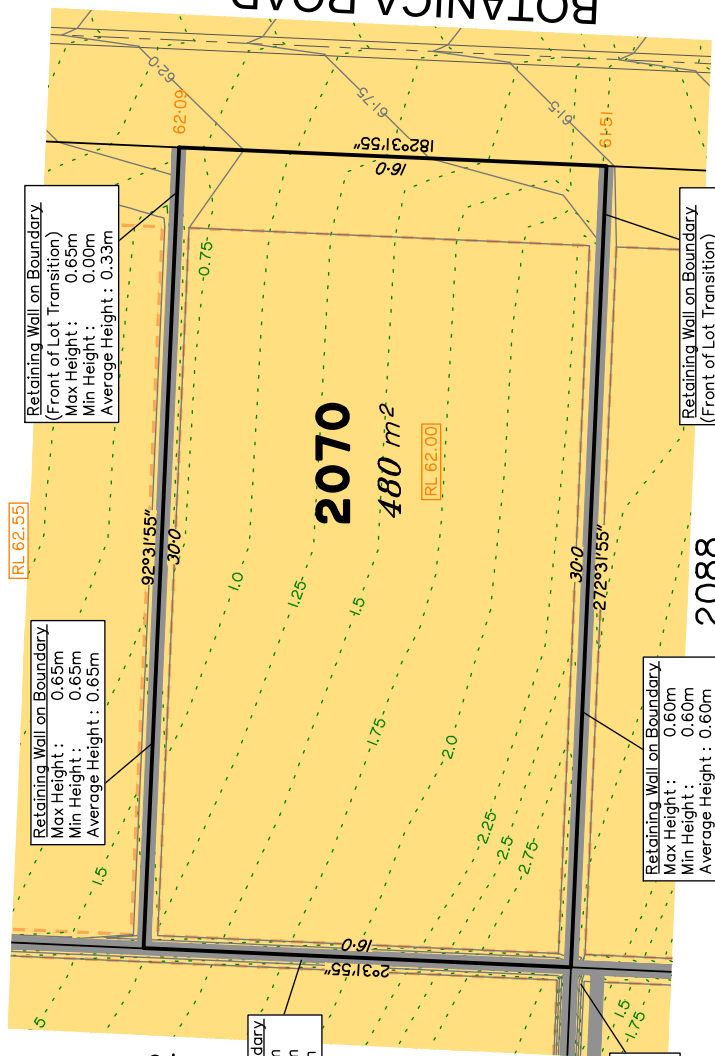 BOTANICA ROAD
62·0
61·75
61·5
62·09
61·51
182°31'55"
16·0
Retaining Wall on Boundary
(Front of Lot Transition)
Max Height : 0.65m
Min Height : 0.00m
Average Height : 0.33m
Retaining Wall on Boundary
(Front of Lot Transition)
0.75
2070
480 m²
RL 62.00
RL 62.55
92°31'55"
30·0
30·0
272°31'55"
2088
1.0
1.25
1.5
1.75
2.0
2.25
2.5
2.75
Retaining Wall on Boundary
Max Height : 0.65m
Min Height : 0.65m
Average Height : 0.65m
Retaining Wall on Boundary
Max Height : 0.60m
Min Height : 0.60m
Average Height : 0.60m
1.5
16·0
2°31'55"
1.5
1.75